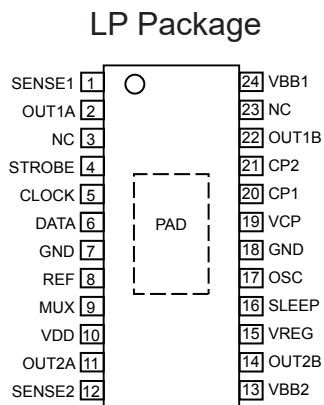 LP Package
SENSE1 1
OUT1A 2
NC 3
STROBE 4
CLOCK 5
DATA 6
GND 7
REF 8
MUX 9
VDD 10
OUT2A 11
SENSE2 12
PAD
24 VBB1
23 NC
22 OUT1B
21 CP2
20 CP1
19 VCP
18 GND
17 OSC
16 SLEEP
15 VREG
14 OUT2B
13 VBB2